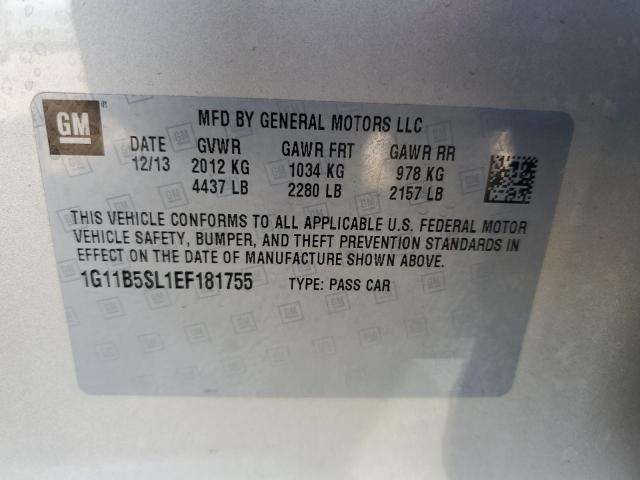 GM
MFD BY GENERAL MOTORS LLC
DATE GVWR GAWR FRT GAWR RR
12/13 2012 KG 1034 KG 978 KG
4437 LB 2280 LB 2157 LB
THIS VEHICLE CONFORMS TO ALL APPLICABLE U.S. FEDERAL MOTOR
VEHICLE SAFETY, BUMPER, AND THEFT PREVENTION STANDARDS IN
EFFECT ON THE DATE OF MANUFACTURE SHOWN ABOVE.
1G11B5SL1EF181755 TYPE: PASS CAR